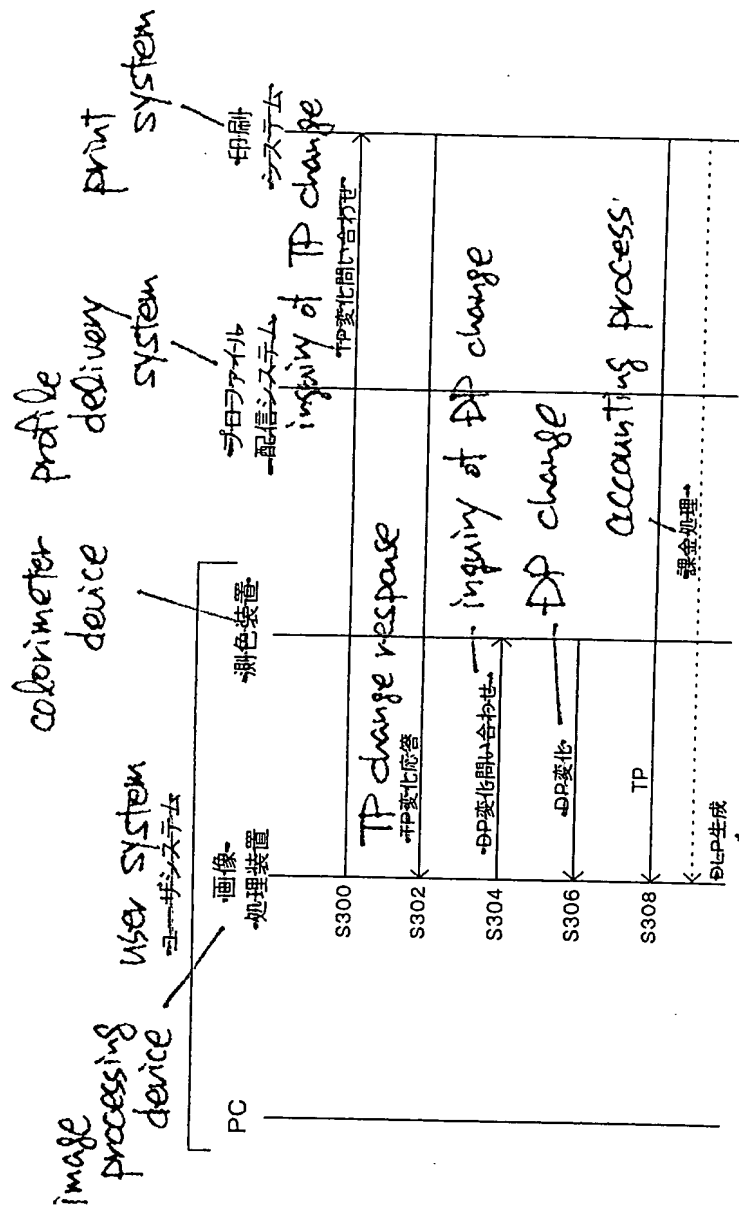 image
processing
device
user system
ユーザシステム
colorimeter
device
profile
delivery
system
print
system
PC
画像
処理装置
測色装置
プロファイル
配信システム
印刷
システム
inquiry of TP change
TP変化問い合わせ
S300
TP change response
TP変化応答
S302
inquiry of DP change
DP変化問い合わせ
S304
DP change
DP変化
S306
accounting process
課金処理
TP
S308
DLP生成